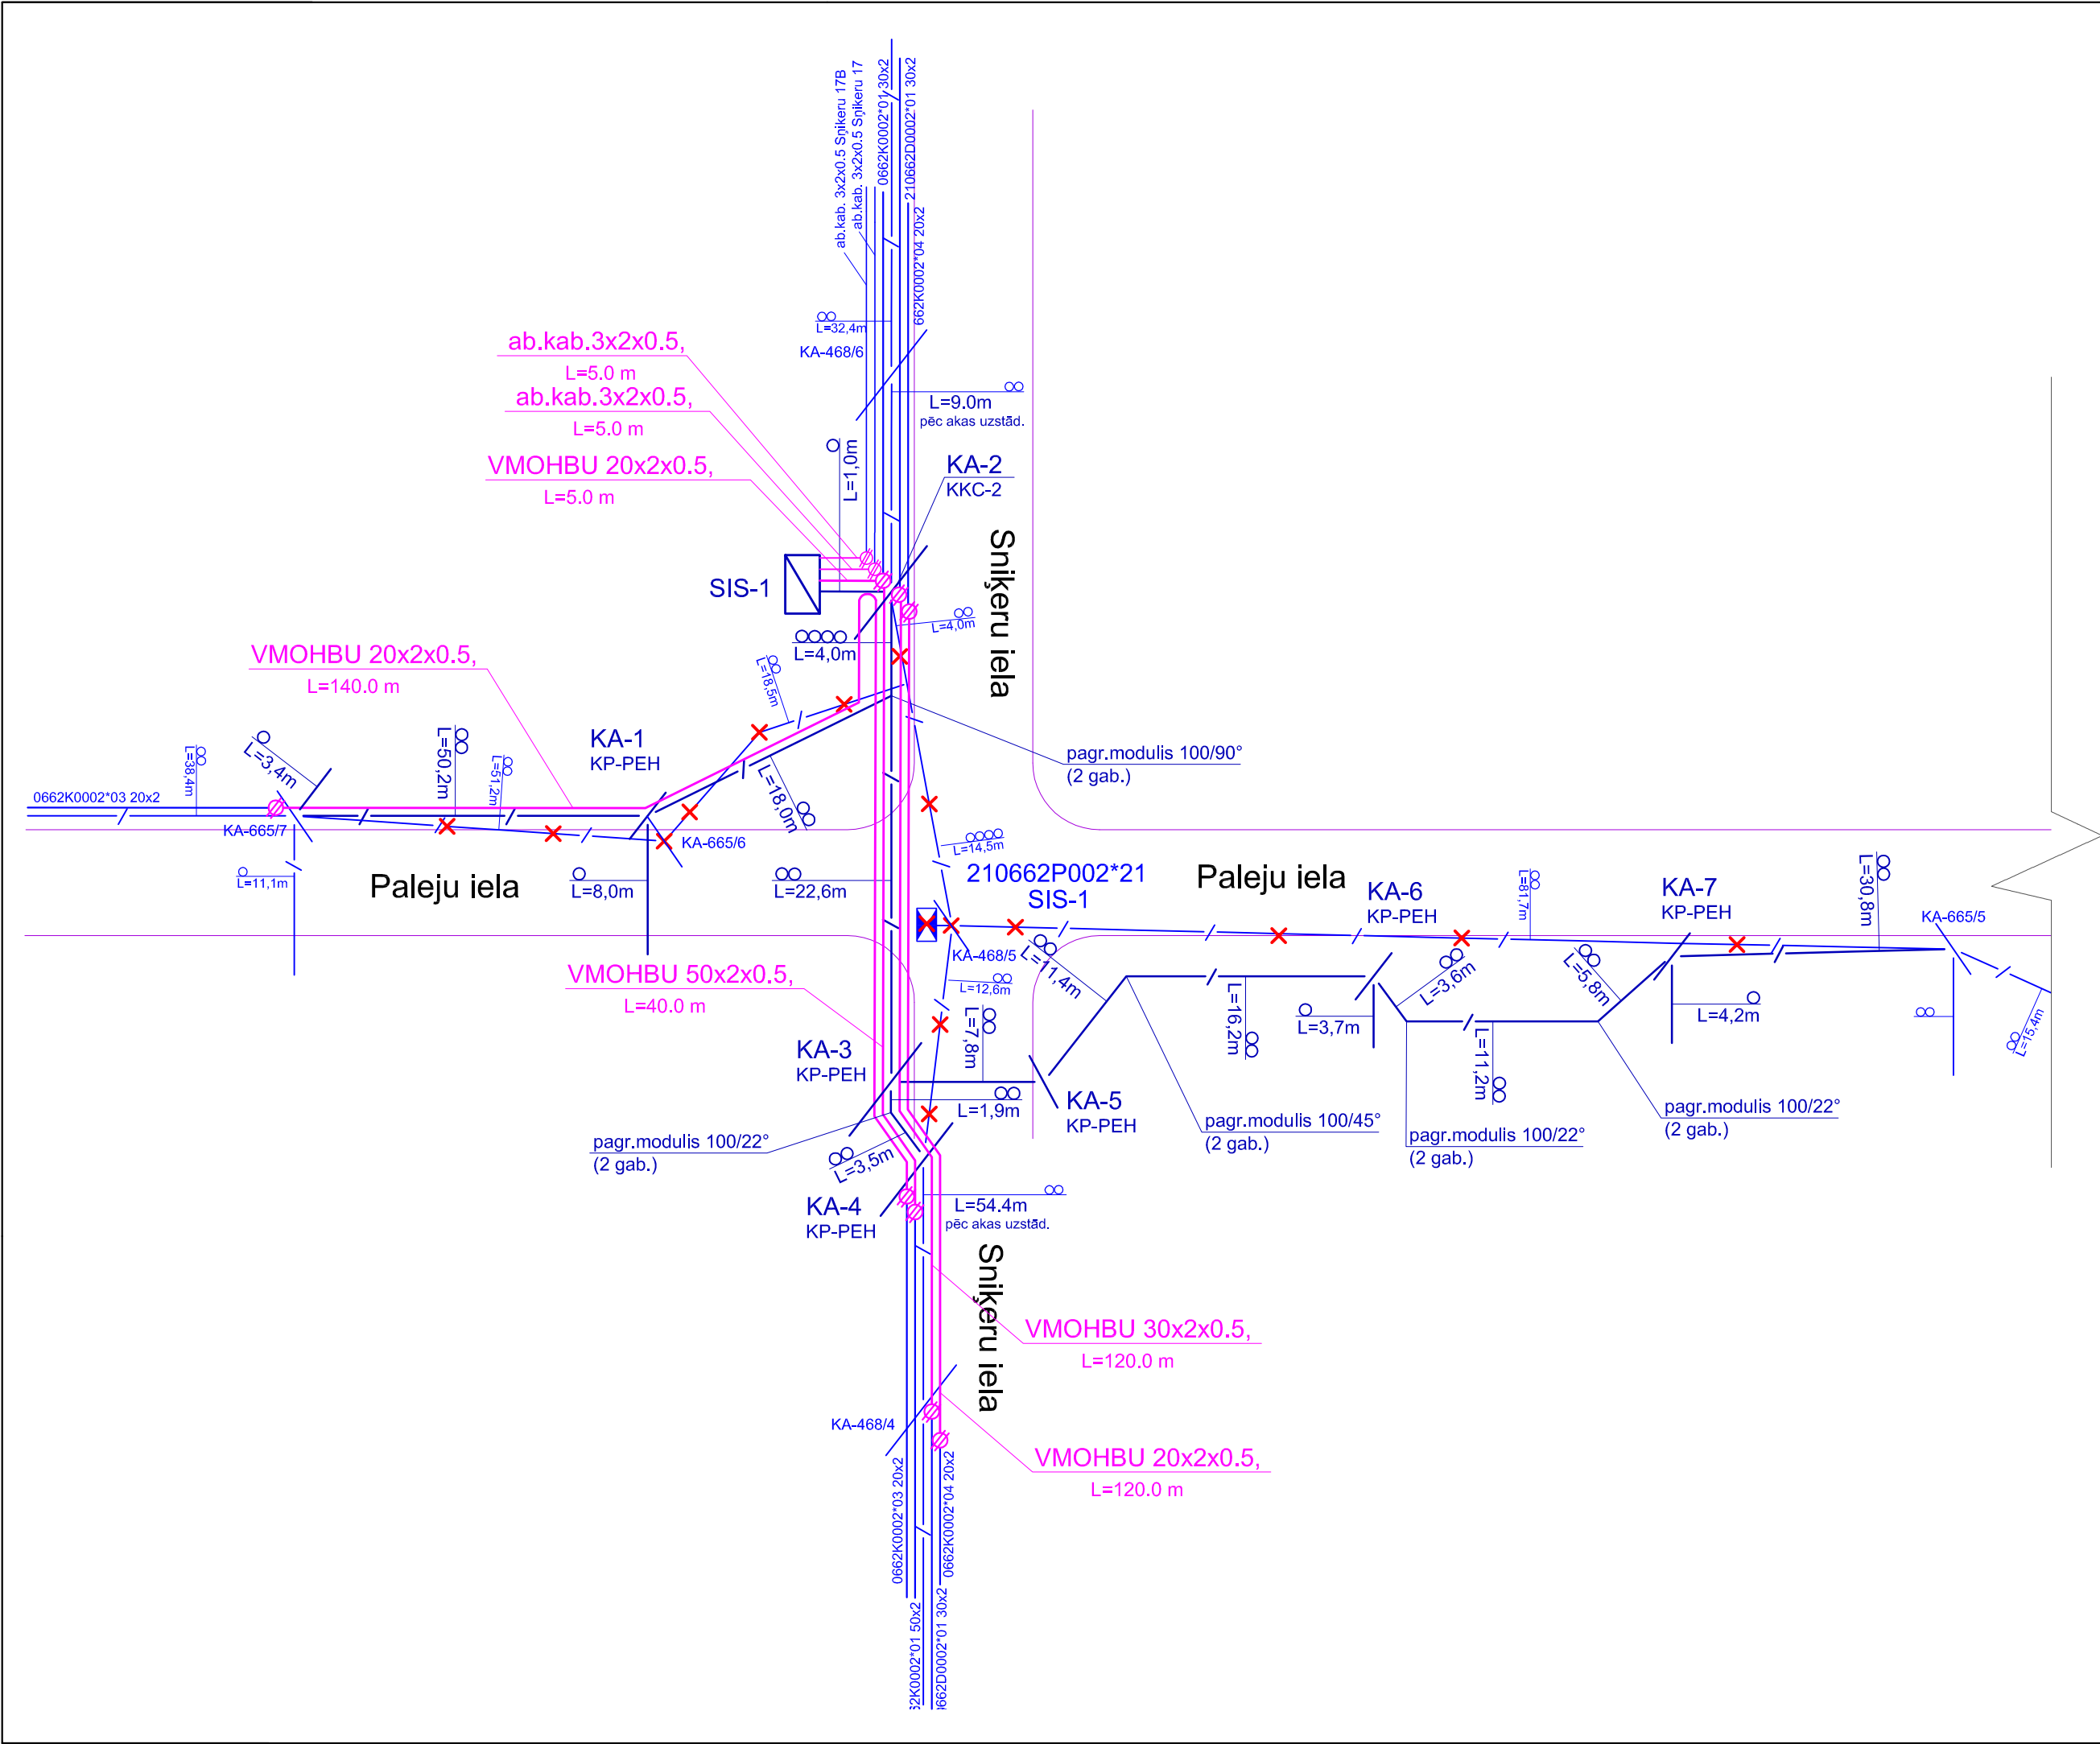 ab.kab. 3x2x0.5 Sņikeru 17B
ab.kab. 3x2x0.5 Sņikeru 17
0662K0002*01 30x2
210662D0002*01 30x2
662K0002*04 20x2
L=32,4m
KA-468/6
ab.kab.3x2x0.5,
L=5.0 m
ab.kab.3x2x0.5,
L=5.0 m
VMOHBU 20x2x0.5,
L=5.0 m
L=9.0m
pēc akas uzstād.
L=1,0m
KA-2
KKC-2
Sniķeru iela
SIS-1
L=4,0m
L=4,0m
VMOHBU 20x2x0.5,
L=140.0 m
L=18,5m
KA-1
KP-PEH
pagr.modulis 100/90°
(2 gab.)
L=38,4m
L=3,4m
L=50,2m
L=51,2m
L=18,0m
0662K0002*03 20x2
KA-665/7
KA-665/6
L=14,5m
L=11,1m
Paleju iela
L=8,0m
L=22,6m
210662P002*21
SIS-1
Paleju iela
KA-6
KP-PEH
L=81,7m
KA-7
KP-PEH
L=30,8m
KA-665/5
KA-468/5
L=11,4m
L=12,6m
VMOHBU 50x2x0.5,
L=40.0 m
L=7,8m
L=16,2m
L=3,7m
L=3,6m
L=11,2m
L=5,8m
L=4,2m
L=15,4m
KA-3
KP-PEH
L=1,9m
KA-5
KP-PEH
pagr.modulis 100/45°
(2 gab.)
pagr.modulis 100/22°
(2 gab.)
pagr.modulis 100/22°
(2 gab.)
pagr.modulis 100/22°
(2 gab.)
L=3,5m
KA-4
KP-PEH
L=54.4m
pēc akas uzstād.
Sniķeru iela
VMOHBU 30x2x0.5,
L=120.0 m
KA-468/4
VMOHBU 20x2x0.5,
L=120.0 m
0662K0002*03 20x2
0662K0002*04 20x2
62K0002*01 50x2
662D0002*01 30x2